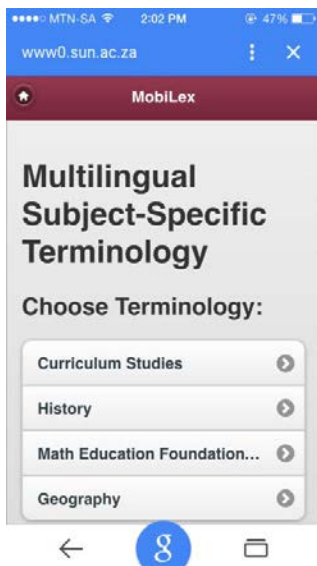 MTN-SA 2:02 PM 47%
www0.sun.ac.za
MobiLex
Multilingual
Subject-Specific
Terminology
Choose Terminology:
Curriculum Studies
History
Math Education Foundation...
Geography
g